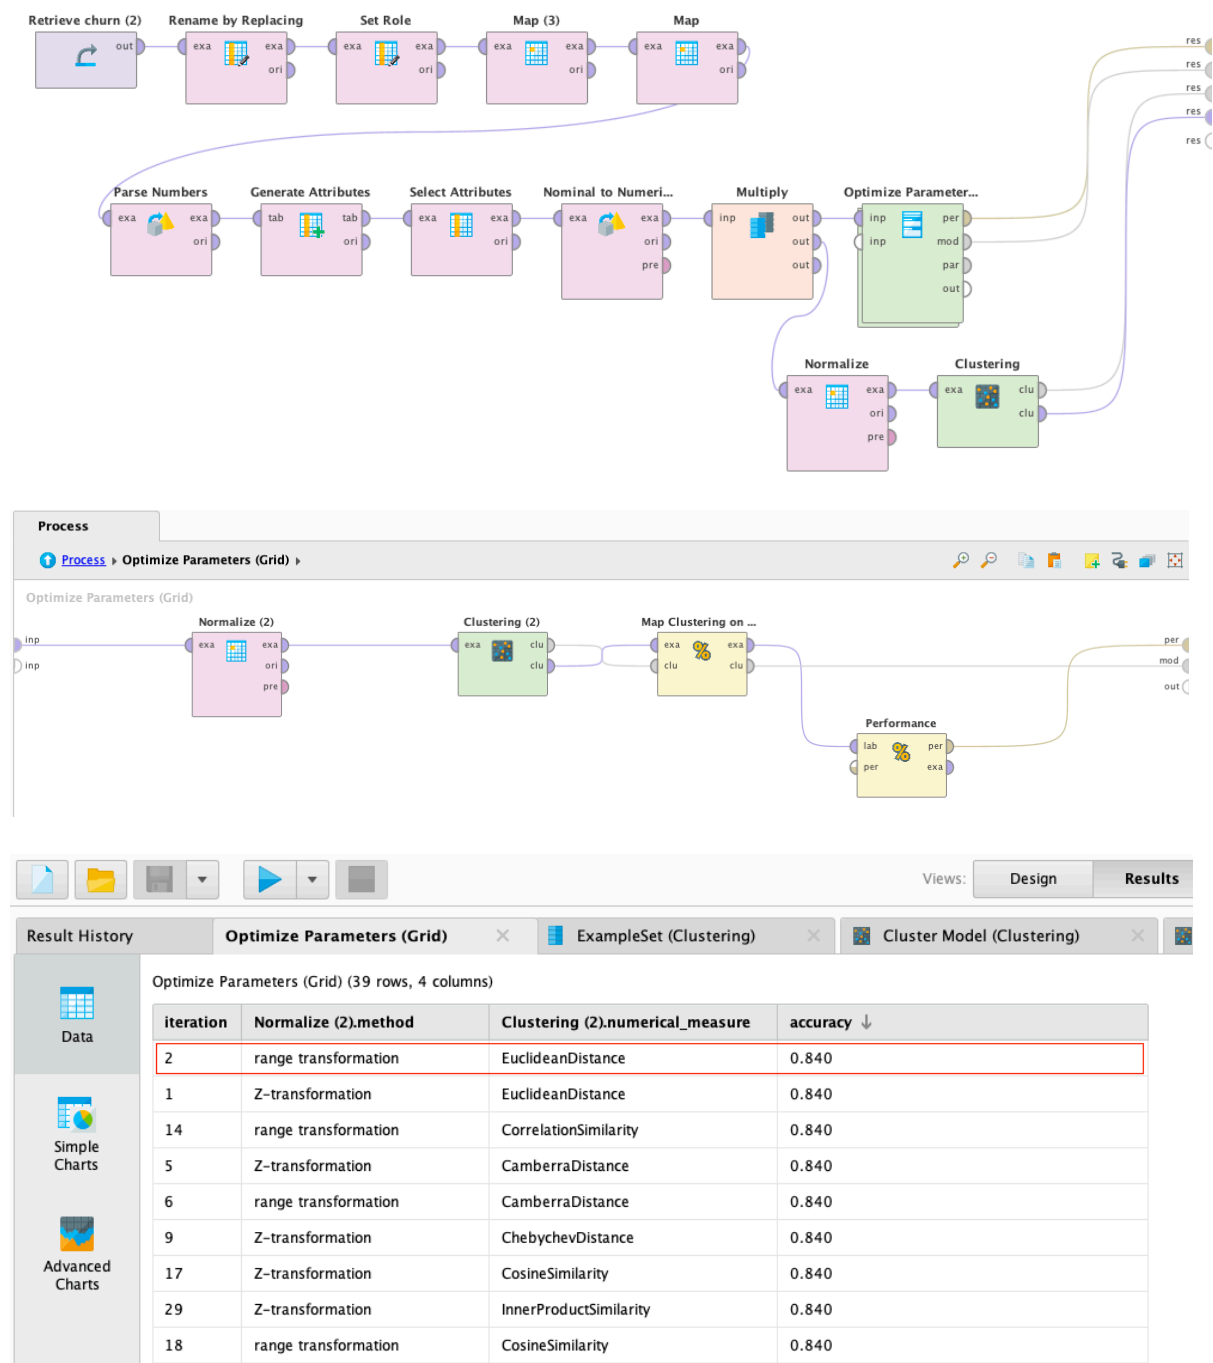 Retrieve churn (2) Rename by Replacing Set Role Map (3) Map
out exa exa exa exa exa exa exa exa res
ori ori ori ori res
res
res
res
Parse Numbers Generate Attributes Select Attributes Nominal to Numeri... Multiply Optimize Parameter...
exa exa tab tab exa exa exa exa inp out inp per
ori ori ori ori out inp mod
pre out par
out
Normalize Clustering
exa exa exa clu
ori clu
pre
Process
Process Optimize Parameters (Grid)
Optimize Parameters (Grid)
Normalize (2) Clustering (2) Map Clustering on ...
inp exa exa exa clu exa exa per
inp ori clu clu clu mod
pre out
Performance
lab per
per exa
Views: Design Results
Result History Optimize Parameters (Grid) ExampleSet (Clustering) Cluster Model (Clustering)
Optimize Parameters (Grid) (39 rows, 4 columns)
Data
Simple
Charts
Advanced
Charts
iteration Normalize (2).method Clustering (2).numerical_measure accuracy ↓
2 range transformation EuclideanDistance 0.840
1 Z-transformation EuclideanDistance 0.840
14 range transformation CorrelationSimilarity 0.840
5 Z-transformation CamberraDistance 0.840
6 range transformation CamberraDistance 0.840
9 Z-transformation ChebychevDistance 0.840
17 Z-transformation CosineSimilarity 0.840
29 Z-transformation InnerProductSimilarity 0.840
18 range transformation CosineSimilarity 0.840